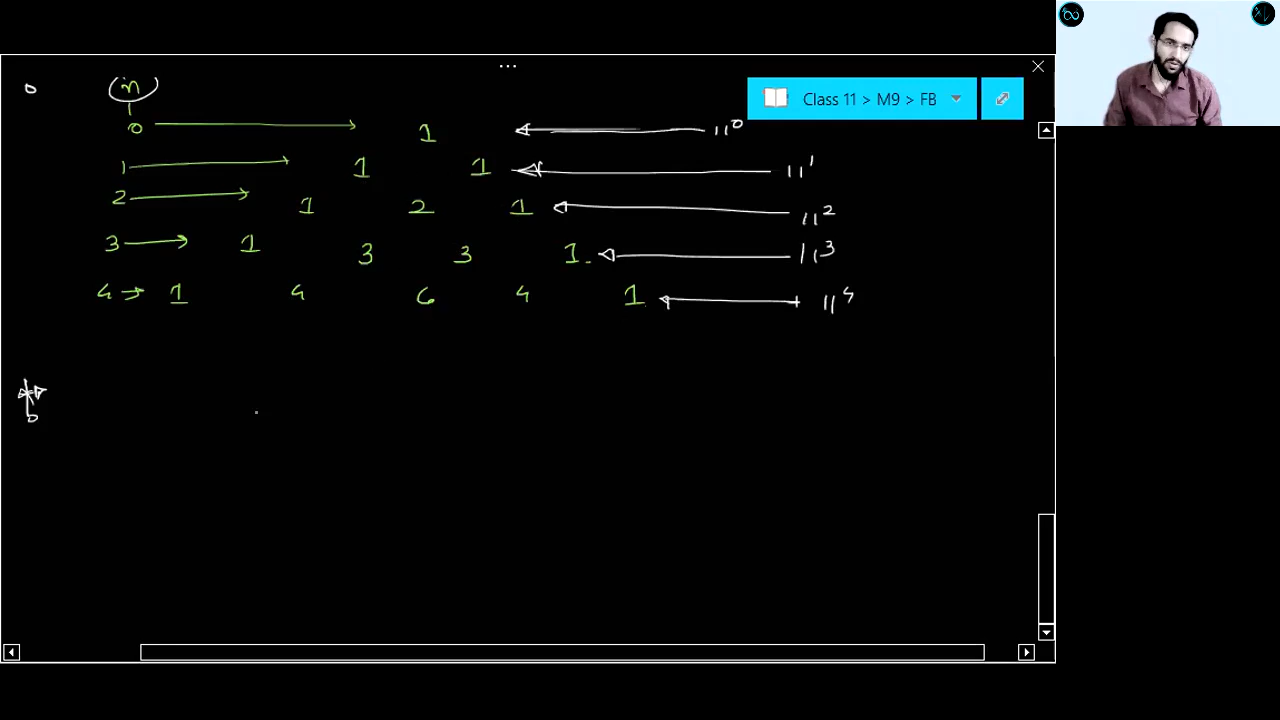 ...
Class 11 > M9 > FB
n
0 → 1 ← 11⁰
1 → 1 1 ← 11¹
2 → 1 2 1 ← 11²
3 → 1 3 3 1 ← 11³
4 → 1 4 6 4 1 ← 11⁴